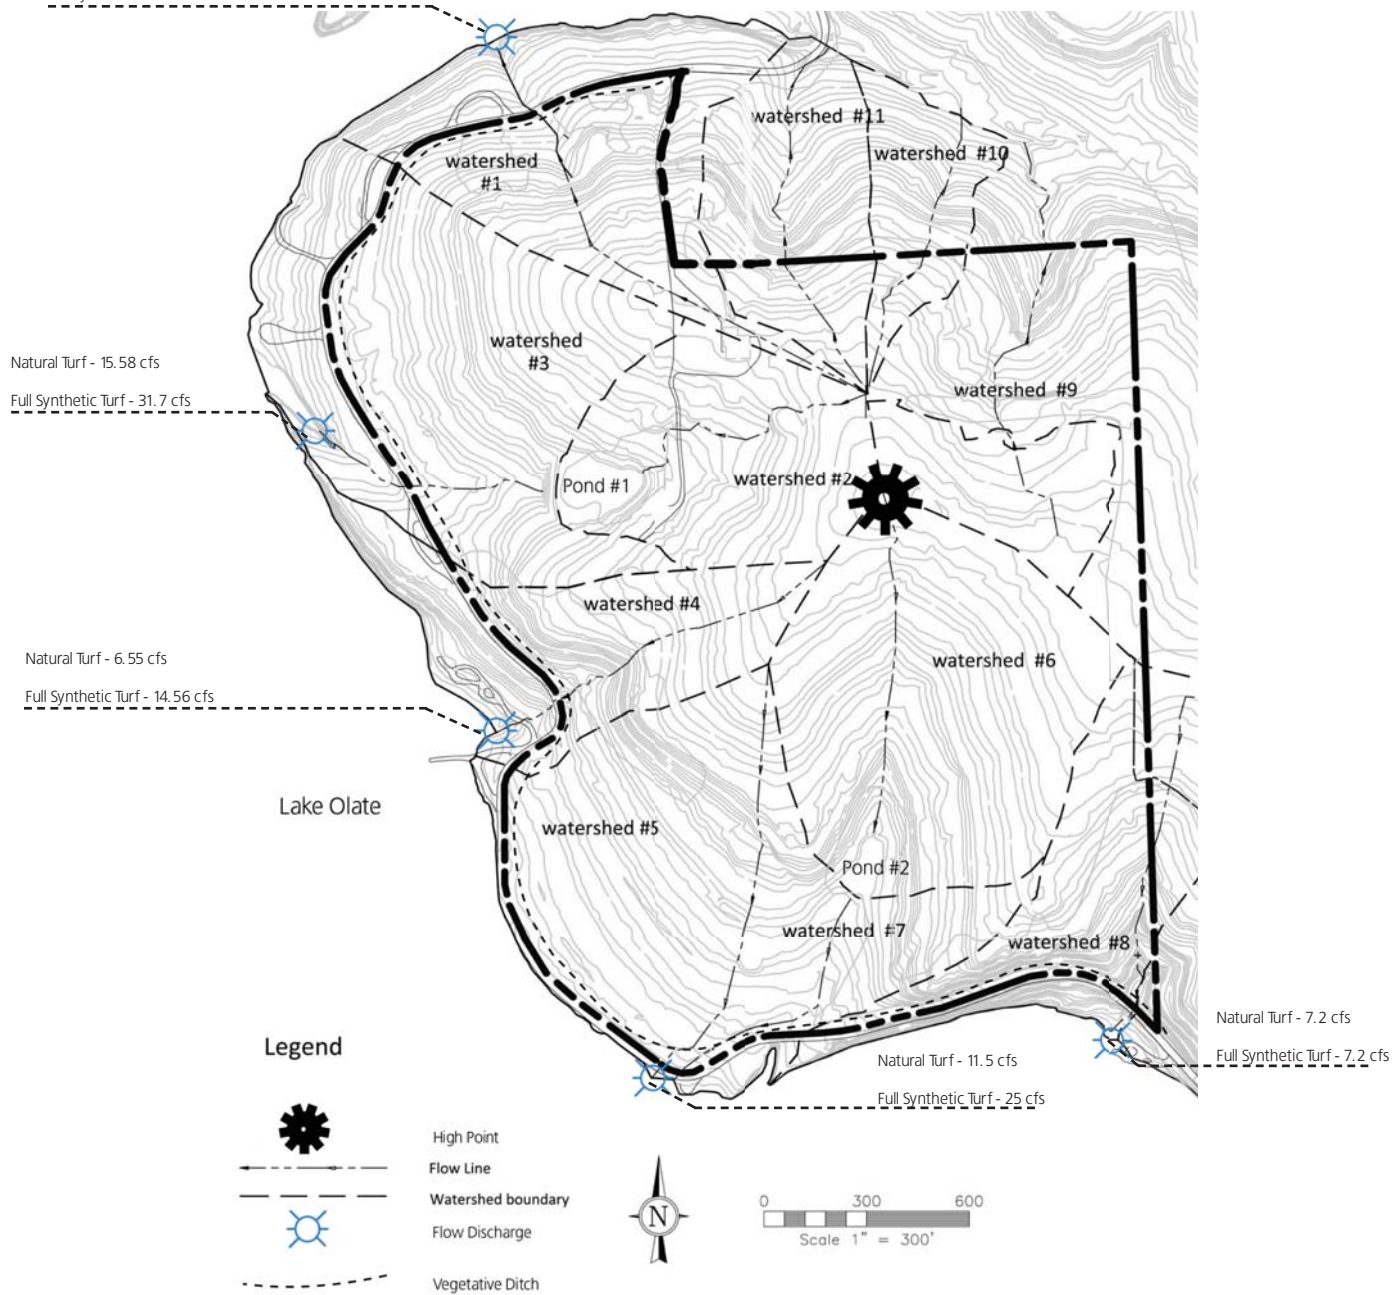 watershed #11
watershed #10
watershed
#1
watershed
#3
Natural Turf - 15.58 cfs
Full Synthetic Turf - 31.7 cfs
watershed #9
watershed #2
Pond #1
watershed #4
Natural Turf - 6.55 cfs
Full Synthetic Turf - 14.56 cfs
watershed #6
Lake Olate
watershed #5
Pond #2
watershed #7
watershed #8
Natural Turf - 7.2 cfs
Full Synthetic Turf - 7.2 cfs
Natural Turf - 11.5 cfs
Full Synthetic Turf - 25 cfs
Legend
High Point
Flow Line
Watershed boundary
Flow Discharge
Vegetative Ditch
N
0 300 600
Scale 1" = 300'